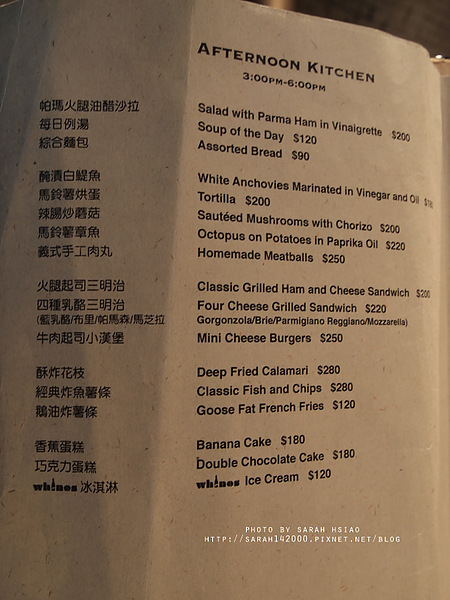 AFTERNOON KITCHEN
3:00PM-6:00PM
帕瑪火腿油醋沙拉 Salad with Parma Ham in Vinaigrette $200
每日例湯 Soup of the Day $120
綜合麵包 Assorted Bread $90
醃漬白鯷魚 White Anchovies Marinated in Vinegar and Oil
馬鈴薯烘蛋 Tortilla $200
辣腸炒蘑菇 Sautéed Mushrooms with Chorizo $200
馬鈴薯章魚 Octopus on Potatoes in Paprika Oil $220
義式手工肉丸 Homemade Meatballs $250
火腿起司三明治 Classic Grilled Ham and Cheese Sandwich $200
四種乳酪三明治 Four Cheese Grilled Sandwich $220
(藍乳酪/布里/帕馬森/馬芝拉 Gorgonzola/Brie/Parmigiano Reggiano/Mozzarella)
牛肉起司小漢堡 Mini Cheese Burgers $250
酥炸花枝 Deep Fried Calamari $280
經典炸魚薯條 Classic Fish and Chips $280
鵝油炸薯條 Goose Fat French Fries $120
香蕉蛋糕 Banana Cake $180
巧克力蛋糕 Double Chocolate Cake $180
whinos 冰淇淋 whinos Ice Cream $120
PHOTO BY SARAH HSIAO
HTTP://SARAH142000.PIXNET.NET/BLOG